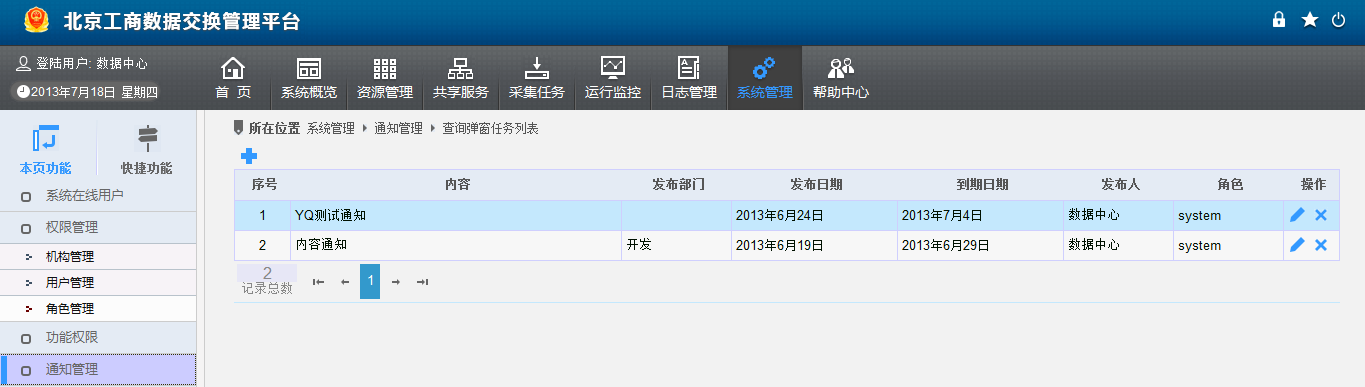 北京工商数据交换管理平台
登陆用户: 数据中心
2013年7月18日 星期四
首 页 系统概览 资源管理 共享服务 采集任务 运行监控 日志管理 系统管理 帮助中心
本页功能 快捷功能
系统在线用户
权限管理
机构管理
用户管理
角色管理
功能权限
通知管理
所在位置 系统管理 通知管理 查询弹窗任务列表
序号 内容 发布部门 发布日期 到期日期 发布人 角色 操作
1 YQ测试通知 2013年6月24日 2013年7月4日 数据中心 system
2 内容通知 开发 2013年6月19日 2013年6月29日 数据中心 system
2
记录总数
1